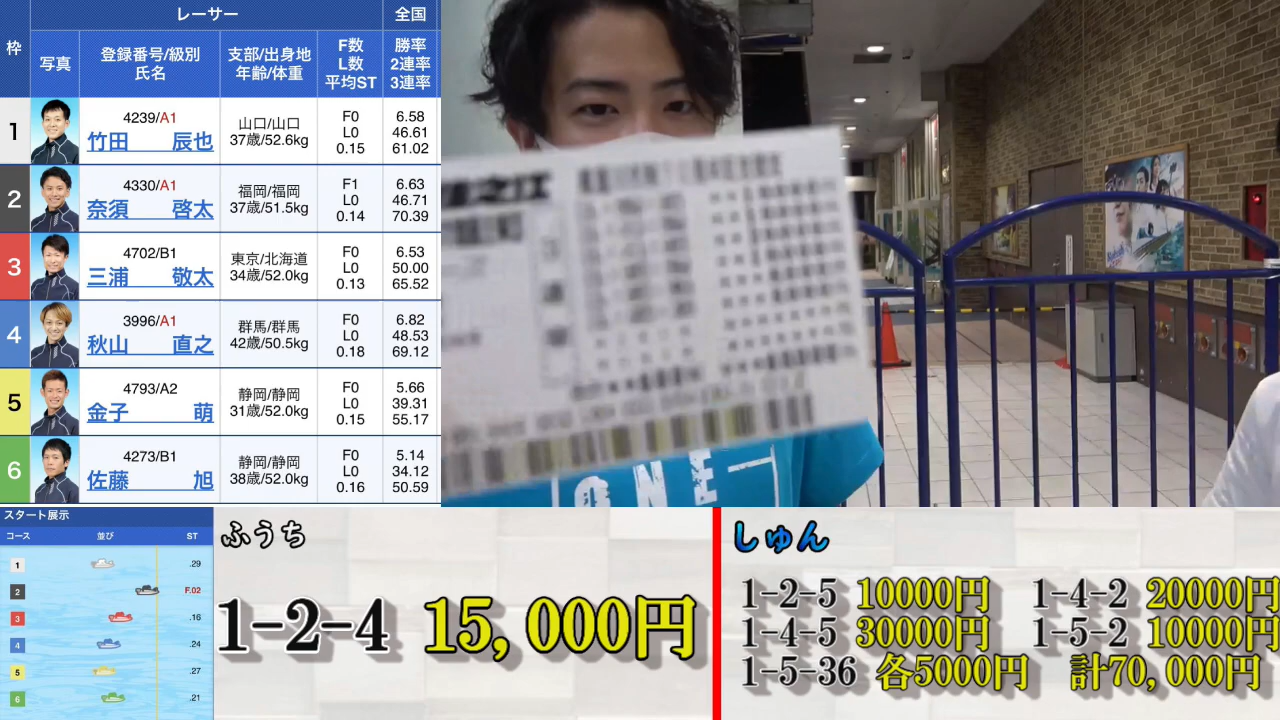 枠
レーサー
全国
写真
登録番号/級別
氏名
支部/出身地
年齢/体重
F数
L数
平均ST
勝率
2連率
3連率
1
4239/A1
竹田 辰也
山口/山口
37歳/52.6kg
F0
L0
0.15
6.58
46.61
61.02
2
4330/A1
奈須 啓太
福岡/福岡
37歳/51.5kg
F1
L0
0.14
6.63
46.71
70.39
3
4702/B1
三浦 敬太
東京/北海道
34歳/52.0kg
F0
L0
0.13
6.53
50.00
65.52
4
3996/A1
秋山 直之
群馬/群馬
42歳/50.5kg
F0
L0
0.18
6.82
48.53
69.12
5
4793/A2
金子 萌
静岡/静岡
31歳/52.0kg
F0
L0
0.15
5.66
39.31
55.17
6
4273/B1
佐藤 旭
静岡/静岡
38歳/52.0kg
F0
L0
0.16
5.14
34.12
50.59
ONE
スタート展示
コース 並び ST
1 .29
2 F.02
3 .16
4 .24
5 .27
6 .21
ふうち
1-2-4 15,000円
しゅん
1-2-5 10000円 1-4-2 20000円
1-4-5 30000円 1-5-2 10000円
1-5-36 各5000円 計70,000円